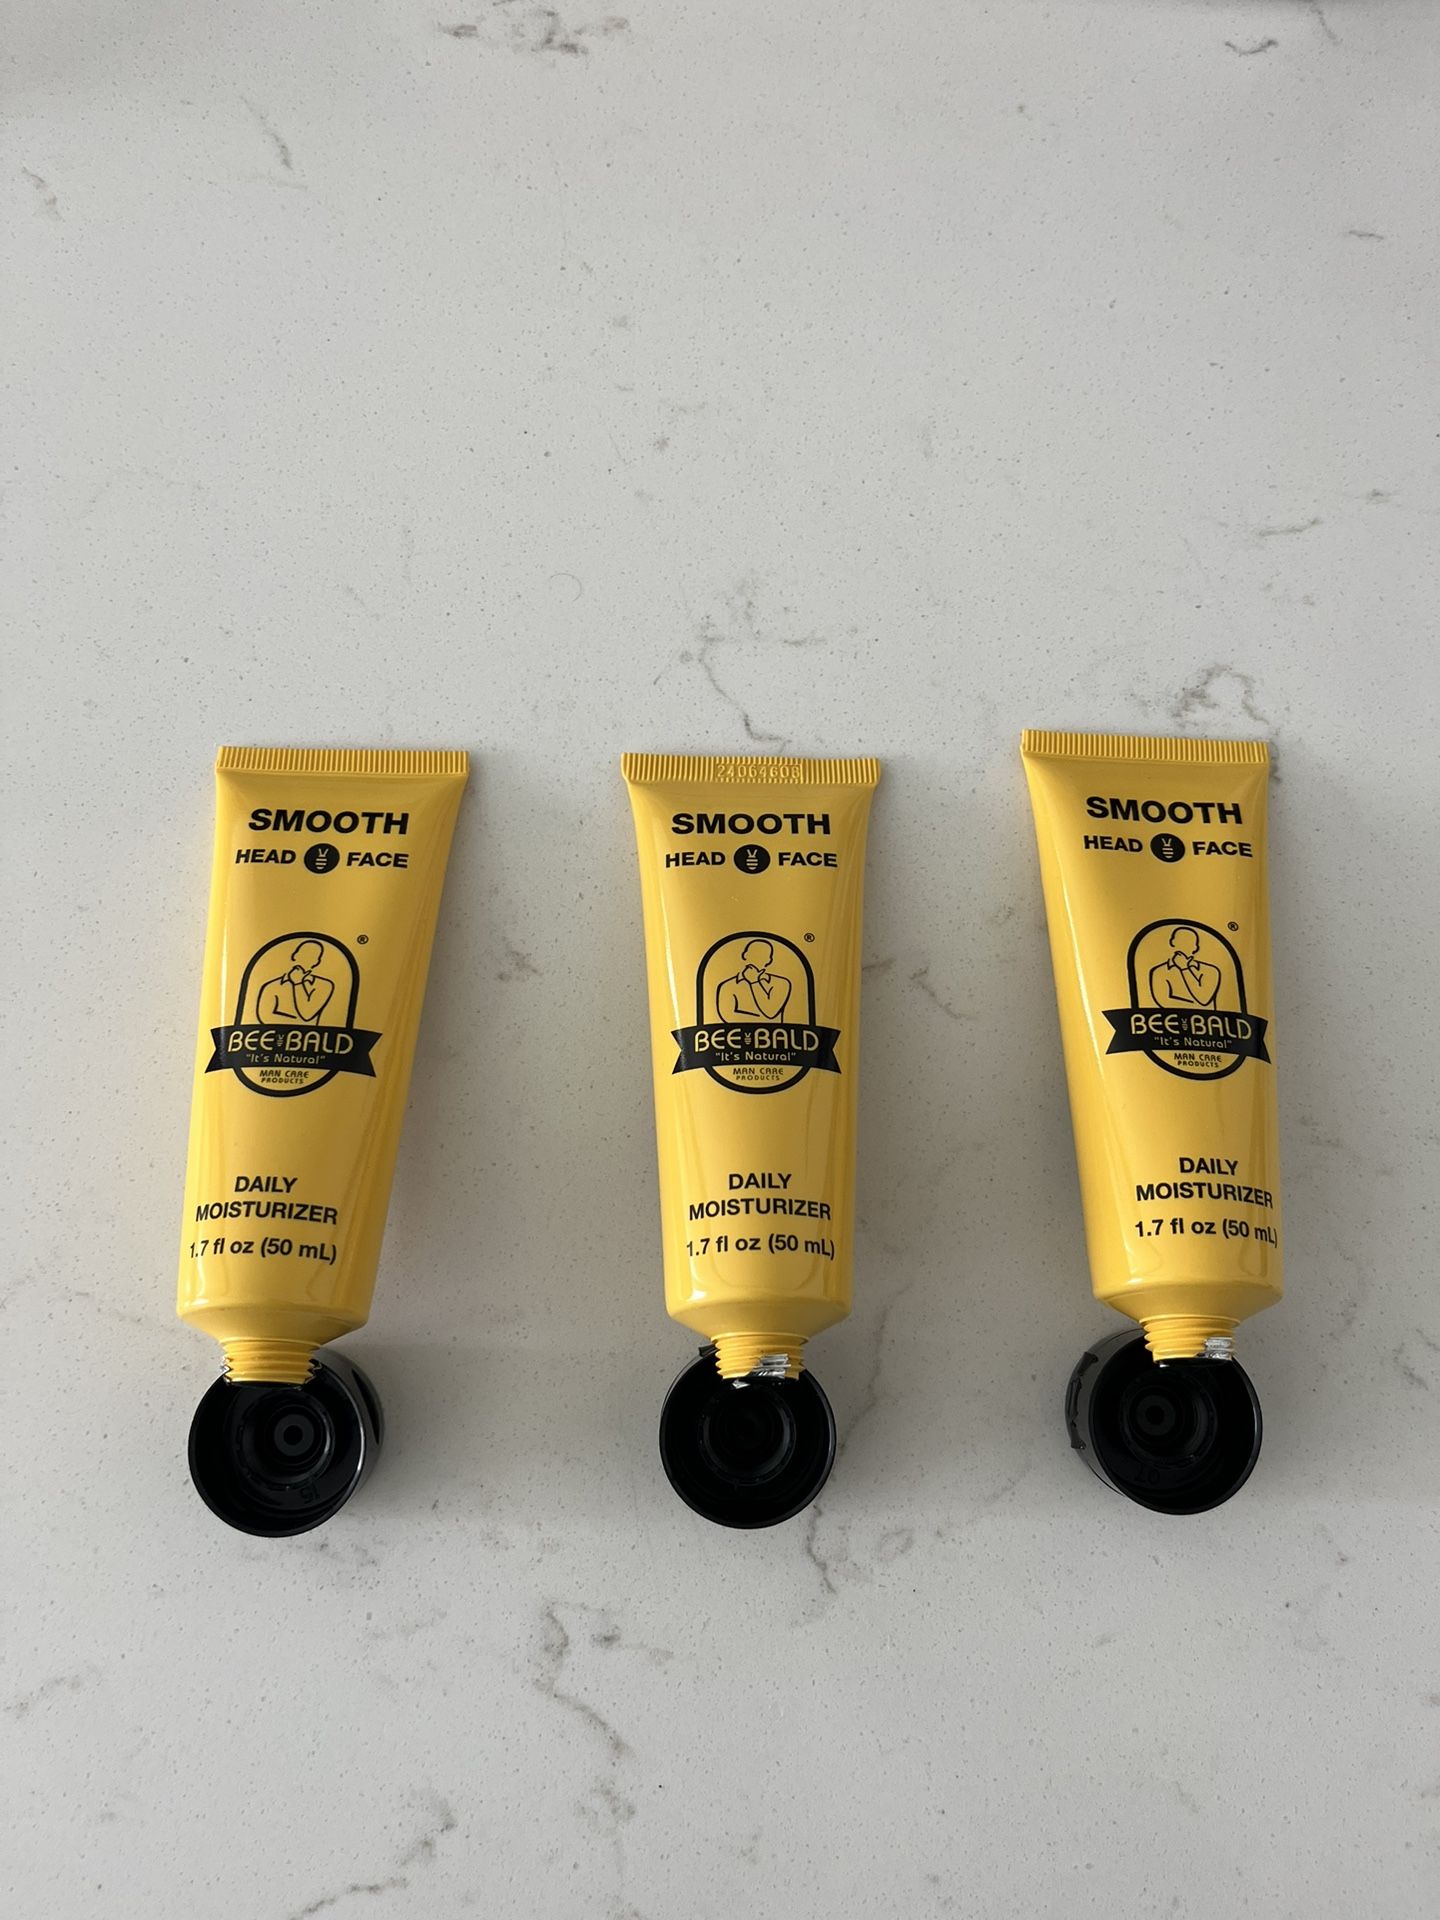 SMOOTH
HEAD FACE
®
BEE BALD
"It's Natural"
MAN CARE
PRODUCTS
DAILY
MOISTURIZER
1.7 fl oz (50 mL)
24064608
SMOOTH
HEAD FACE
®
BEE BALD
"It's Natural"
MAN CARE
PRODUCTS
DAILY
MOISTURIZER
1.7 fl oz (50 mL)
SMOOTH
HEAD FACE
®
BEE BALD
"It's Natural"
MAN CARE
PRODUCTS
DAILY
MOISTURIZER
1.7 fl oz (50 mL)